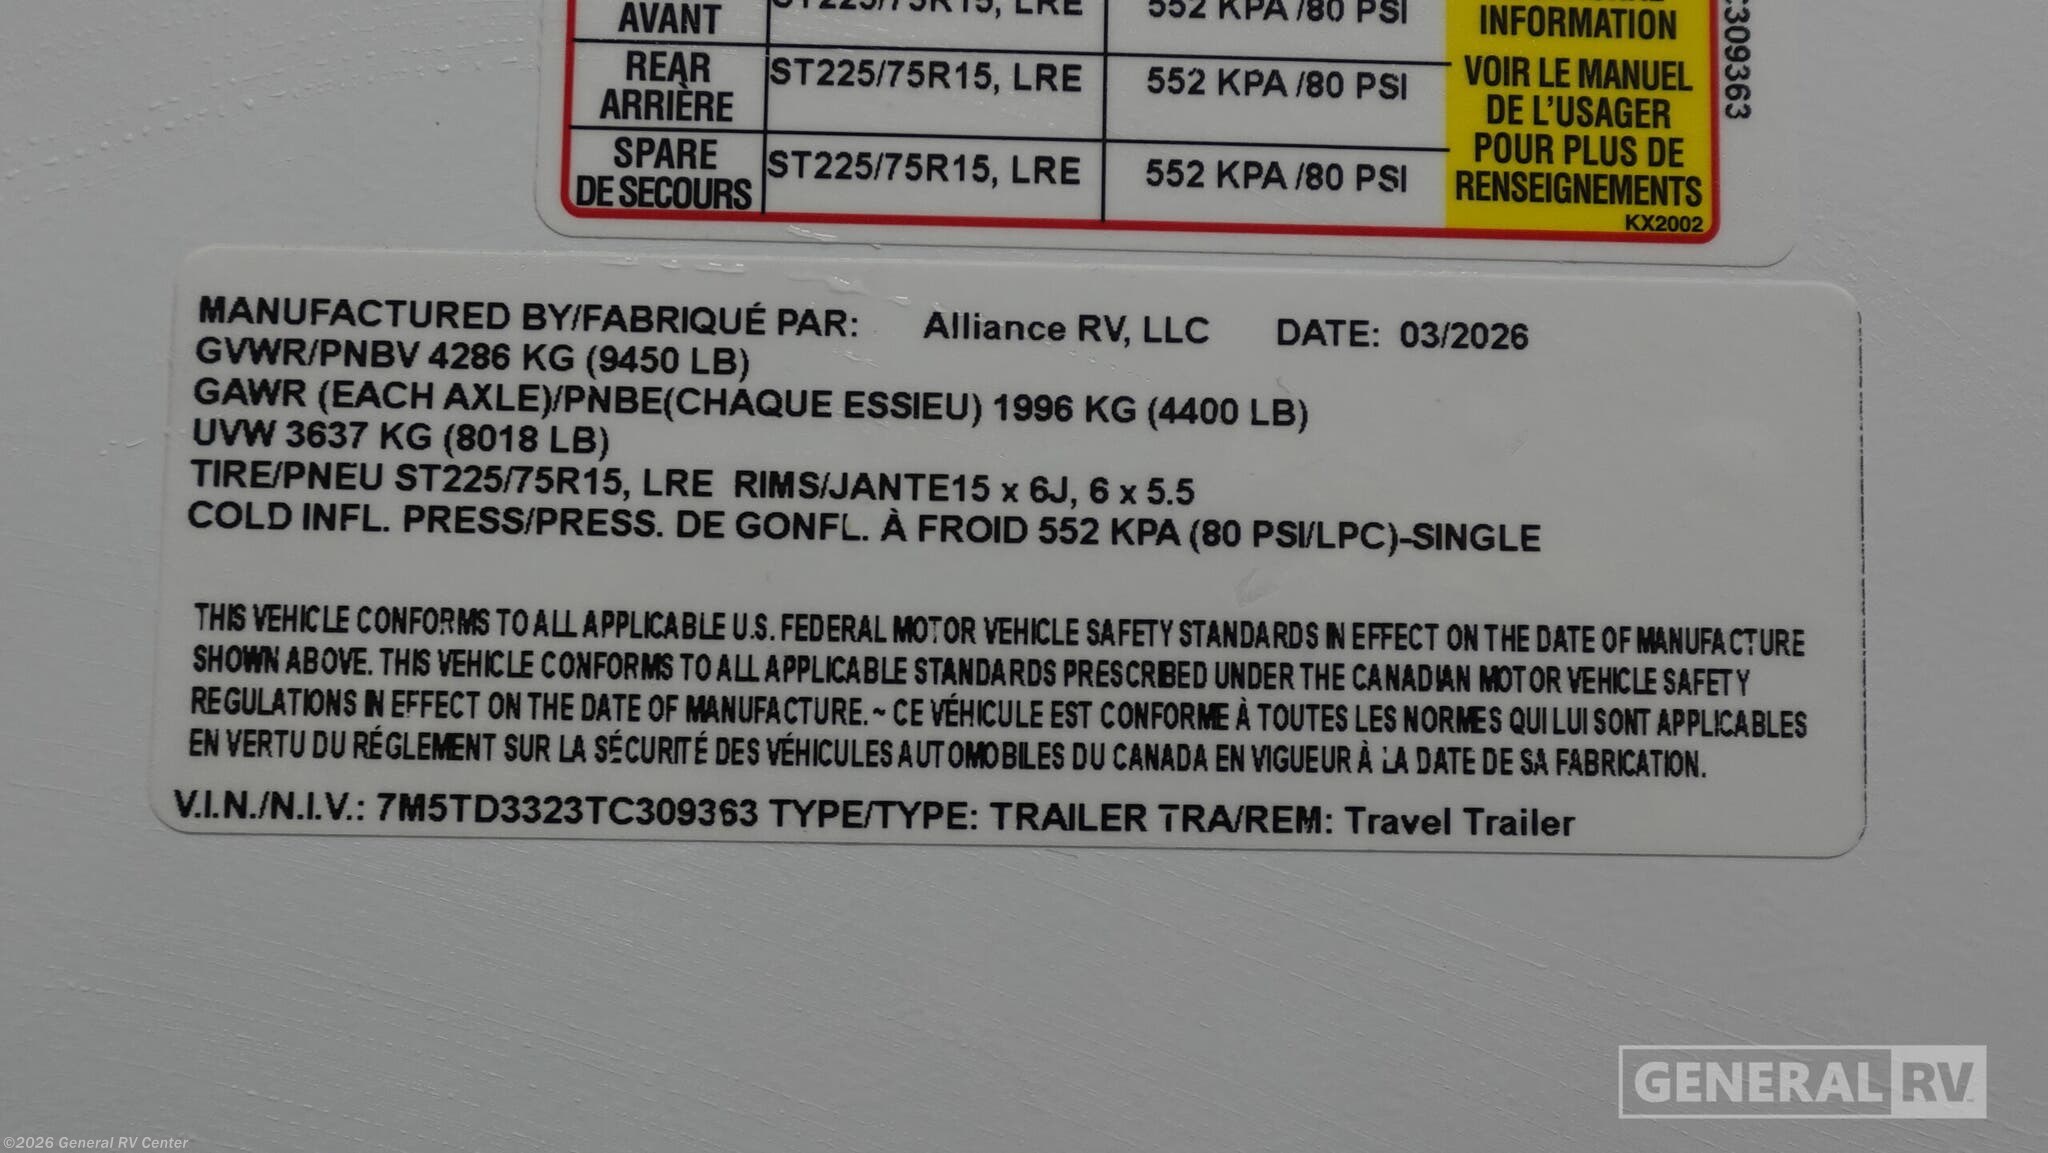 AVANT ST225/75R15, LRE 552 KPA /80 PSI
INFORMATION
REAR
ARRIÈRE
ST225/75R15, LRE 552 KPA /80 PSI
SPARE
DE SECOURS
ST225/75R15, LRE 552 KPA /80 PSI
VOIR LE MANUEL
DE L'USAGER
POUR PLUS DE
RENSEIGNEMENTS
KX2002
C309363
MANUFACTURED BY/FABRIQUÉ PAR: Alliance RV, LLC DATE: 03/2026
GVWR/PNBV 4286 KG (9450 LB)
GAWR (EACH AXLE)/PNBE(CHAQUE ESSIEU) 1996 KG (4400 LB)
UVW 3637 KG (8018 LB)
TIRE/PNEU ST225/75R15, LRE RIMS/JANTE15 x 6J, 6 x 5.5
COLD INFL. PRESS/PRESS. DE GONFL. À FROID 552 KPA (80 PSI/LPC)-SINGLE
THIS VEHICLE CONFORMS TO ALL APPLICABLE U.S. FEDERAL MOTOR VEHICLE SAFETY STANDARDS IN EFFECT ON THE DATE OF MANUFACTURE
SHOWN ABOVE. THIS VEHICLE CONFORMS TO ALL APPLICABLE STANDARDS PRESCRIBED UNDER THE CANADIAN MOTOR VEHICLE SAFETY
REGULATIONS IN EFFECT ON THE DATE OF MANUFACTURE. ~ CE VÉHICULE EST CONFORME À TOUTES LES NORMES QUI LUI SONT APPLICABLES
EN VERTU DU RÉGLEMENT SUR LA SÉCURITÉ DES VÉHICULES AUTOMOBILES DU CANADA EN VIGUEUR À LA DATE DE SA FABRICATION.
V.I.N./N.I.V.: 7M5TD3323TC309363 TYPE/TYPE: TRAILER TRA/REM: Travel Trailer
GENERAL RV
©2026 General RV Center